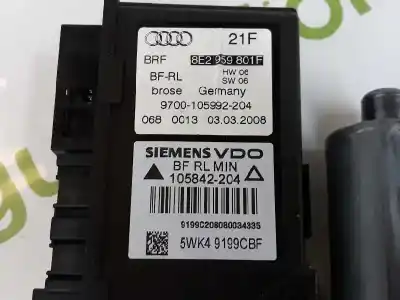 21F
BRF 8E2 959 801F
BF-RL HW 06
SW 06
brose Germany
9700-105992-204
068 0013 03.03.2008
SIEMENS VDO
BF RL MIN
105842-204
91990208080034335
5WK4 9199CBF